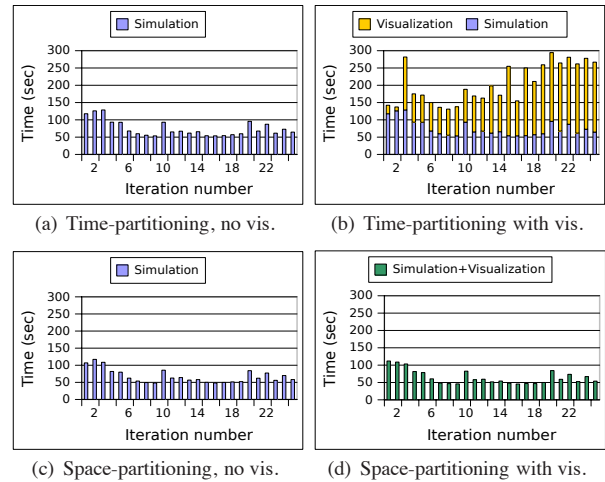 Simulation
300
250
200
150
100
50
0
Time (sec)
2 6 10 14 18 22
Iteration number
(a) Time-partitioning, no vis.
Visualization Simulation
300
250
200
150
100
50
0
Time (sec)
2 6 10 14 18 22
Iteration number
(b) Time-partitioning with vis.
Simulation
300
250
200
150
100
50
0
Time (sec)
2 6 10 14 18 22
Iteration number
(c) Space-partitioning, no vis.
Simulation+Visualization
300
250
200
150
100
50
0
Time (sec)
2 6 10 14 18 22
Iteration number
(d) Space-partitioning with vis.